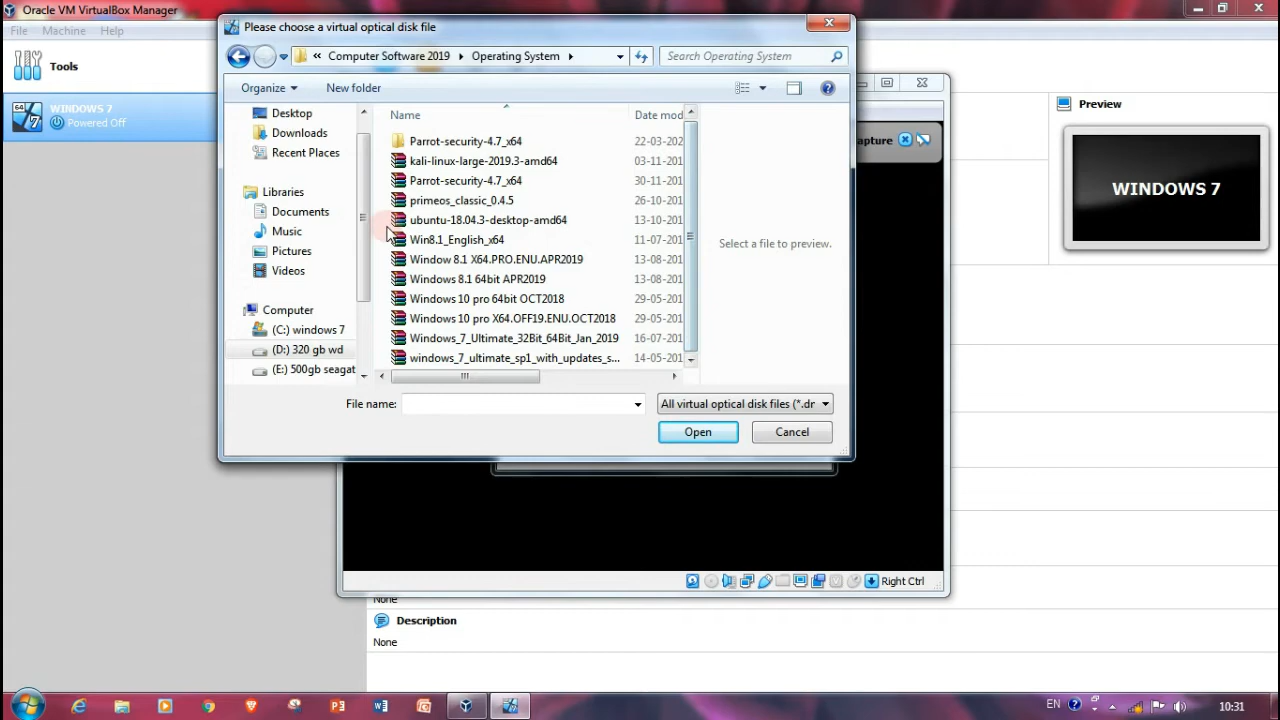 Oracle VM VirtualBox Manager
File Machine Help
Tools
64
7
WINDOWS 7
Powered Off
Please choose a virtual optical disk file
« Computer Software 2019 Operating System
Search Operating System
Organize New folder
Desktop
Downloads
Recent Places
Libraries
Documents
Music
Pictures
Videos
Computer
(C:) windows 7
(D:) 320 gb wd
(E:) 500gb seagat
Name Date mod
Parrot-security-4.7_x64 22-03-202
kali-linux-large-2019.3-amd64 03-11-201
Parrot-security-4.7_x64 30-11-201
primeos_classic_0.4.5 26-10-201
ubuntu-18.04.3-desktop-amd64 13-10-201
Win8.1_English_x64 11-07-201
Window 8.1 X64.PRO.ENU.APR2019 13-08-201
Windows 8.1 64bit APR2019 13-08-201
Windows 10 pro 64bit OCT2018 29-05-201
Windows 10 pro X64.OFF19.ENU.OCT2018 29-05-201
Windows_7_Ultimate_32Bit_64Bit_Jan_2019 16-07-201
windows_7_ultimate_sp1_with_updates_s... 14-05-201
Select a file to preview.
File name:
All virtual optical disk files (*.dr
Open Cancel
apture
Preview
WINDOWS 7
Right Ctrl
None
Description
None
EN 10:31